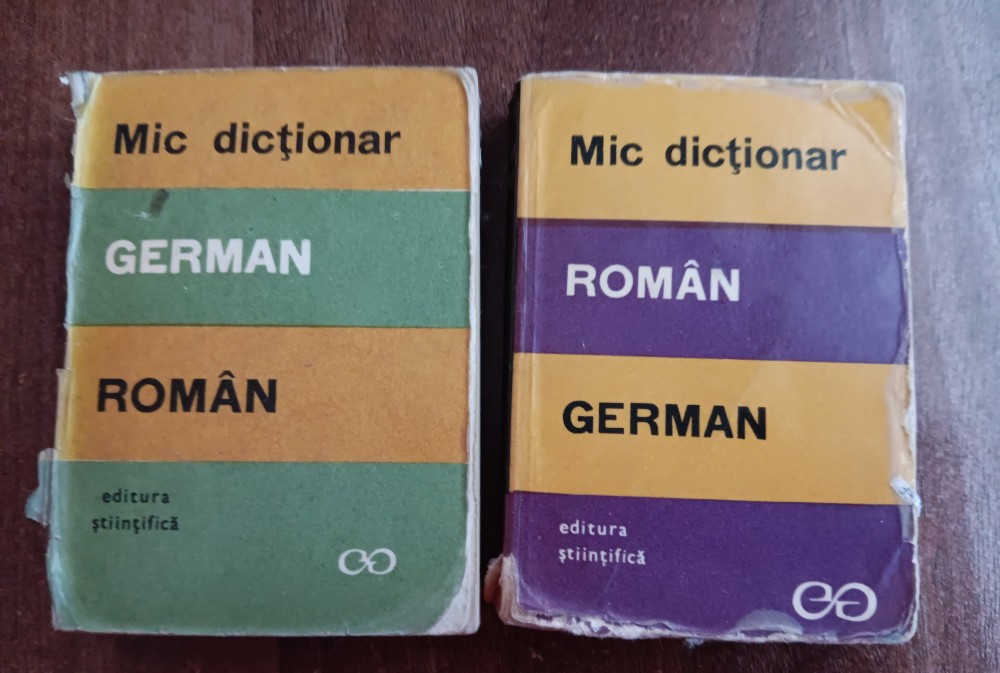 Mic dicţionar
GERMAN
ROMÂN
editura
ştiinţifică
Mic dicţionar
ROMÂN
GERMAN
editura
ştiinţifică